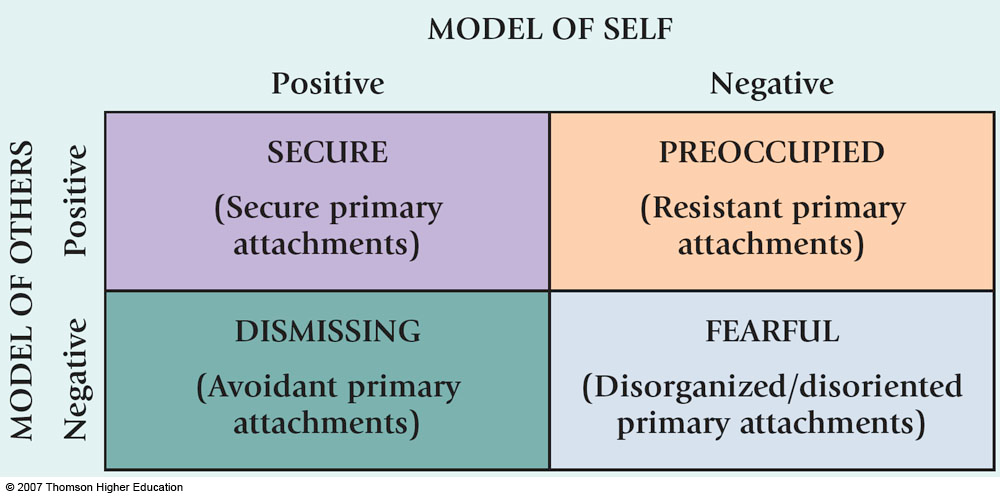 MODEL OF SELF
Positive
Negative
MODEL OF OTHERS
Positive
SECURE
(Secure primary
attachments)
PREOCCUPIED
(Resistant primary
attachments)
Negative
DISMISSING
(Avoidant primary
attachments)
FEARFUL
(Disorganized/disoriented
primary attachments)
© 2007 Thomson Higher Education